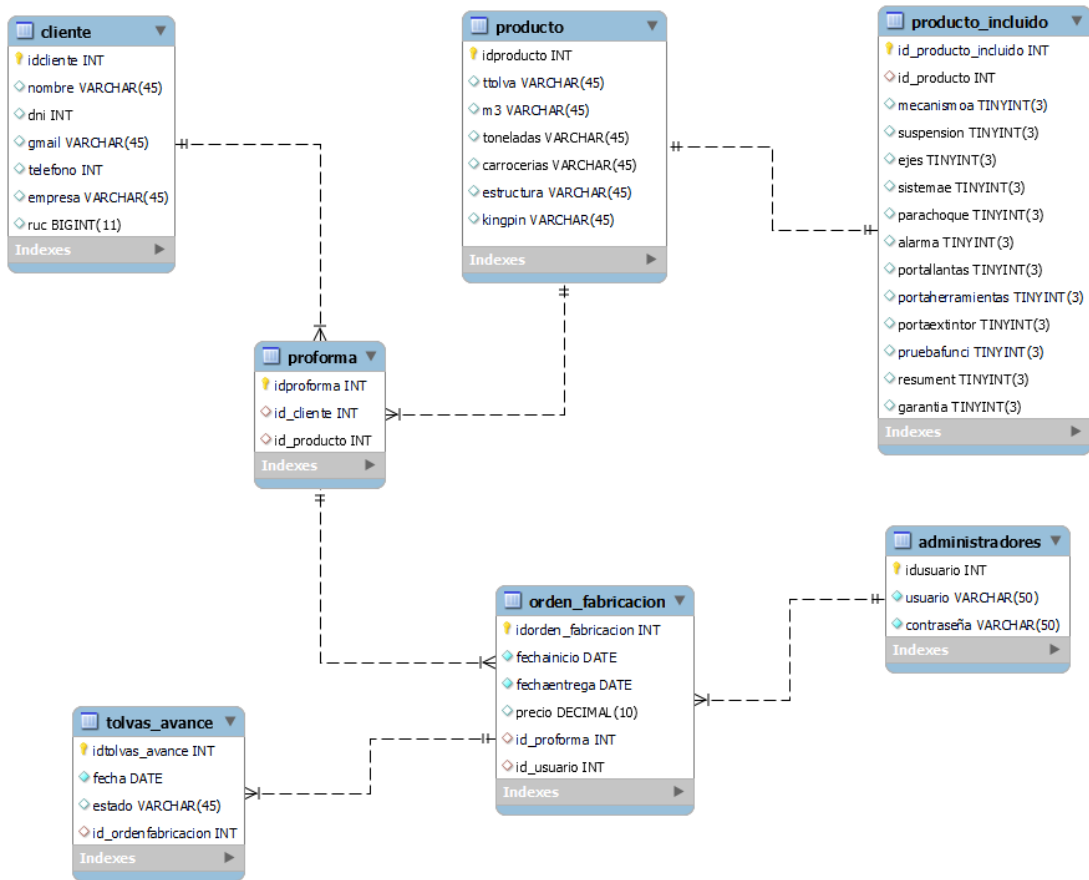 cliente
idcliente INT
nombre VARCHAR(45)
dni INT
gmail VARCHAR(45)
telefono INT
empresa VARCHAR(45)
ruc BIGINT(11)
Indexes
producto
idproducto INT
ttolva VARCHAR(45)
m3 VARCHAR(45)
toneladas VARCHAR(45)
carrocerias VARCHAR(45)
estructura VARCHAR(45)
kingpin VARCHAR(45)
Indexes
producto_incluido
id_producto_incluido INT
id_producto INT
mecanismoa TINYINT(3)
suspension TINYINT(3)
ejes TINYINT(3)
sistemae TINYINT(3)
parachoque TINYINT(3)
alarma TINYINT(3)
portallantas TINYINT(3)
portaherramientas TINYINT(3)
portaextintor TINYINT(3)
pruebafunci TINYINT(3)
resument TINYINT(3)
garantia TINYINT(3)
Indexes
proforma
idproforma INT
id_cliente INT
id_producto INT
Indexes
administradores
idusuario INT
usuario VARCHAR(50)
contraseña VARCHAR(50)
Indexes
orden_fabricacion
idorden_fabricacion INT
fechainicio DATE
fechaentrega DATE
precio DECIMAL(10)
id_proforma INT
id_usuario INT
Indexes
tolvas_avance
idtolvas_avance INT
fecha DATE
estado VARCHAR(45)
id_ordenfabricacion INT
Indexes